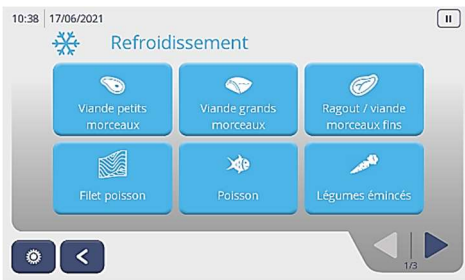 10:38 17/06/2021
Refroidissement
Viande petits
morceaux
Viande grands
morceaux
Ragout / viande
morceaux fins
Filet poisson
Poisson
Légumes émincés
1/3